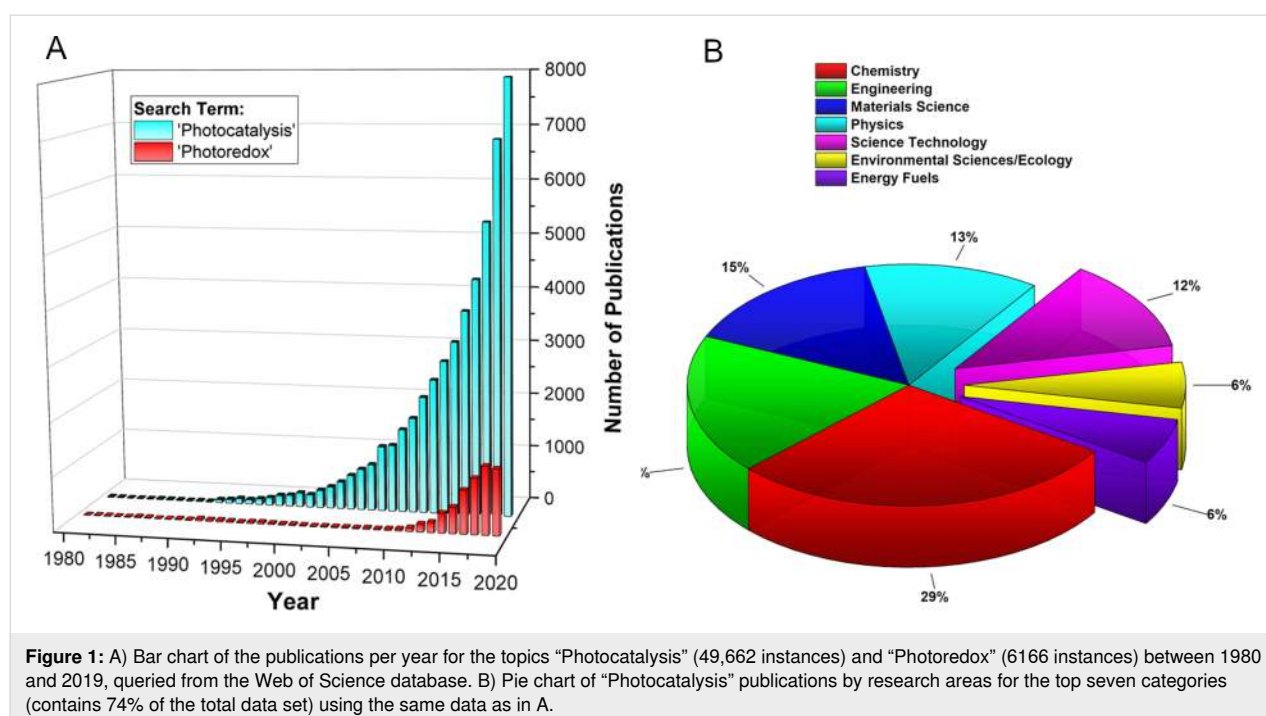 A
Search Term:
'Photocatalysis'
'Photoredox'
8000
7000
6000
5000
4000
3000
2000
1000
0
Number of Publications
1980 1985 1990 1995 2000 2005 2010 2015 2020
Year
B
Chemistry
Engineering
Materials Science
Physics
Science Technology
Environmental Sciences/Ecology
Energy Fuels
13%
15%
12%
6%
%
6%
29%
Figure 1: A) Bar chart of the publications per year for the topics “Photocatalysis” (49,662 instances) and “Photoredox” (6166 instances) between 1980
and 2019, queried from the Web of Science database. B) Pie chart of “Photocatalysis” publications by research areas for the top seven categories
(contains 74% of the total data set) using the same data as in A.